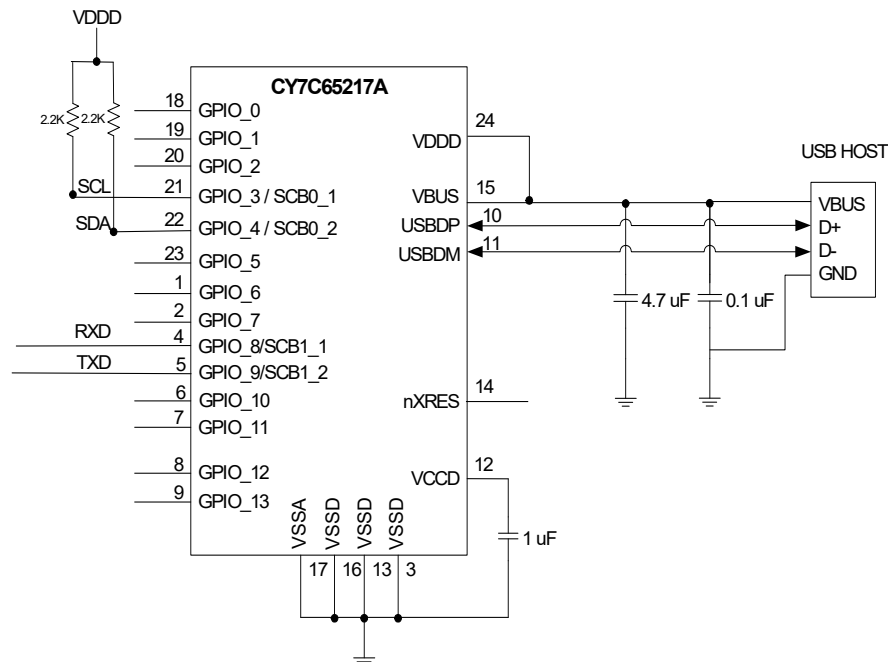 VDDD
CY7C65217A
2.2K
2.2K
18
GPIO_0
19
GPIO_1
20
GPIO_2
SCL
21
GPIO_3 / SCB0_1
SDA
22
GPIO_4 / SCB0_2
23
GPIO_5
1
GPIO_6
2
GPIO_7
RXD
4
GPIO_8/SCB1_1
TXD
5
GPIO_9/SCB1_2
6
GPIO_10
7
GPIO_11
8
GPIO_12
9
GPIO_13
VDDD
24
VBUS
15
USBDP
10
USBDM
11
nXRES
14
VCCD
12
VSSA
VSSD
VSSD
VSSD
17
16
13
3
1 uF
4.7 uF
0.1 uF
USB HOST
VBUS
D+
D-
GND